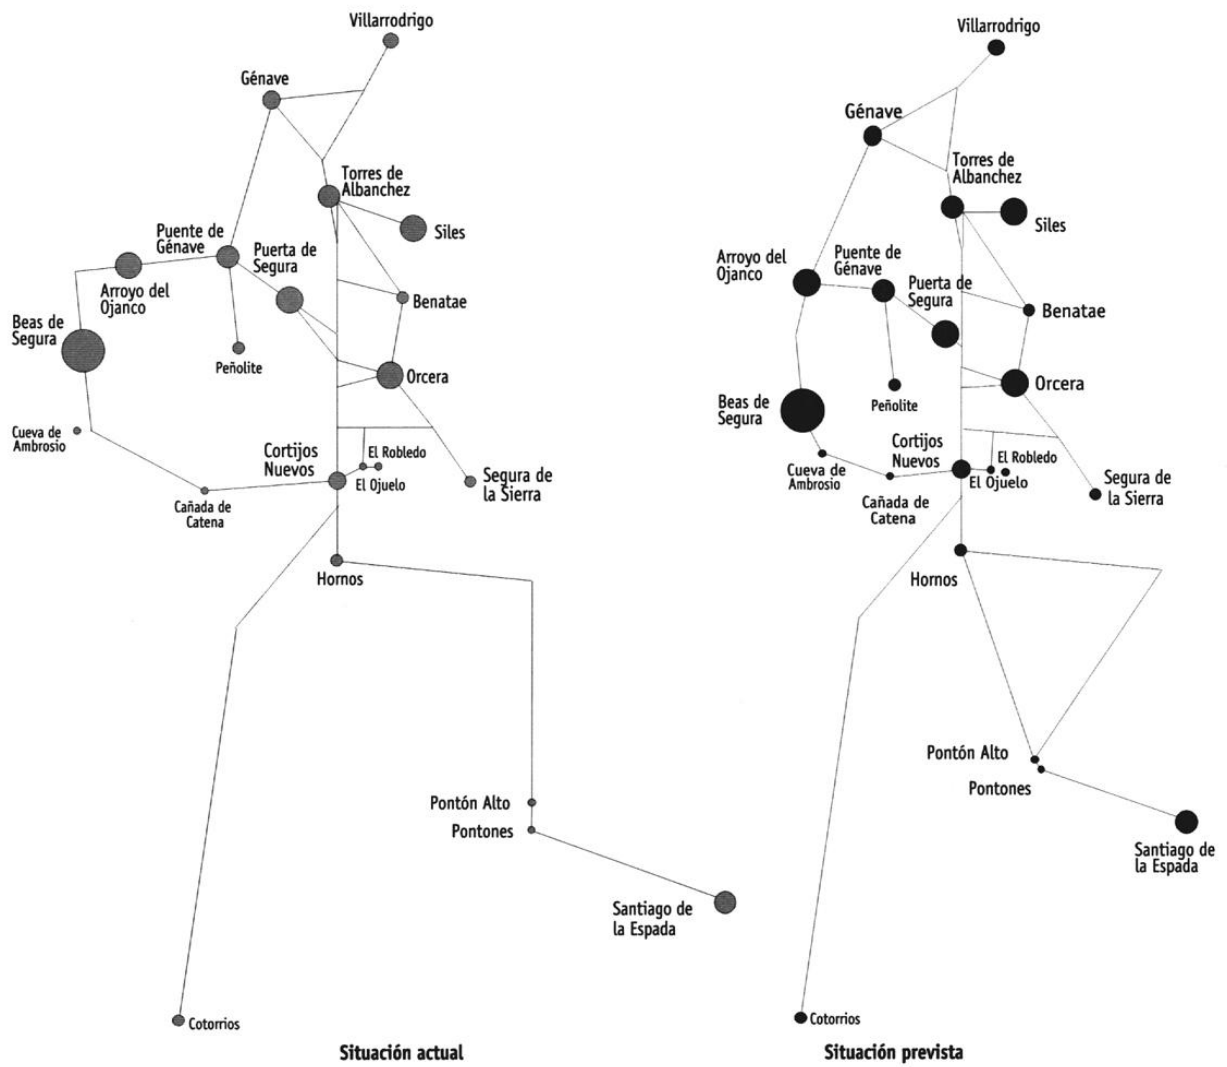 Villarrodrigo
Génave
Torres de
Albanchez
Siles
Puente de
Génave
Puerta de
Segura
Arroyo del
Ojanco
Benatae
Beas de
Segura
Peñolite
Orcera
Cueva de
Ambrosio
Cortijos
Nuevos
El Robledo
El Ojuelo
Segura de
la Sierra
Cañada de
Catena
Hornos
Pontón Alto
Pontones
Santiago de
la Espada
Cotorrios
Situación actual
Villarrodrigo
Génave
Torres de
Albanchez
Siles
Arroyo del
Ojanco
Puente de
Génave
Puerta de
Segura
Benatae
Orcera
Peñolite
Beas de
Segura
Cortijos
Nuevos
El Robledo
El Ojuelo
Cueva de
Ambrosio
Segura de
la Sierra
Cañada de
Catena
Hornos
Pontón Alto
Pontones
Santiago de
la Espada
Cotorrios
Situación prevista